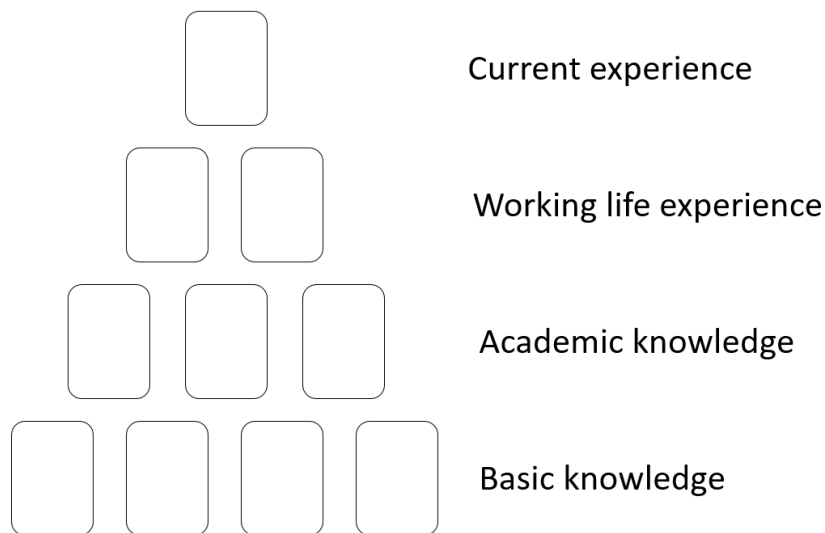 Current experience
Working life experience
Academic knowledge
Basic knowledge